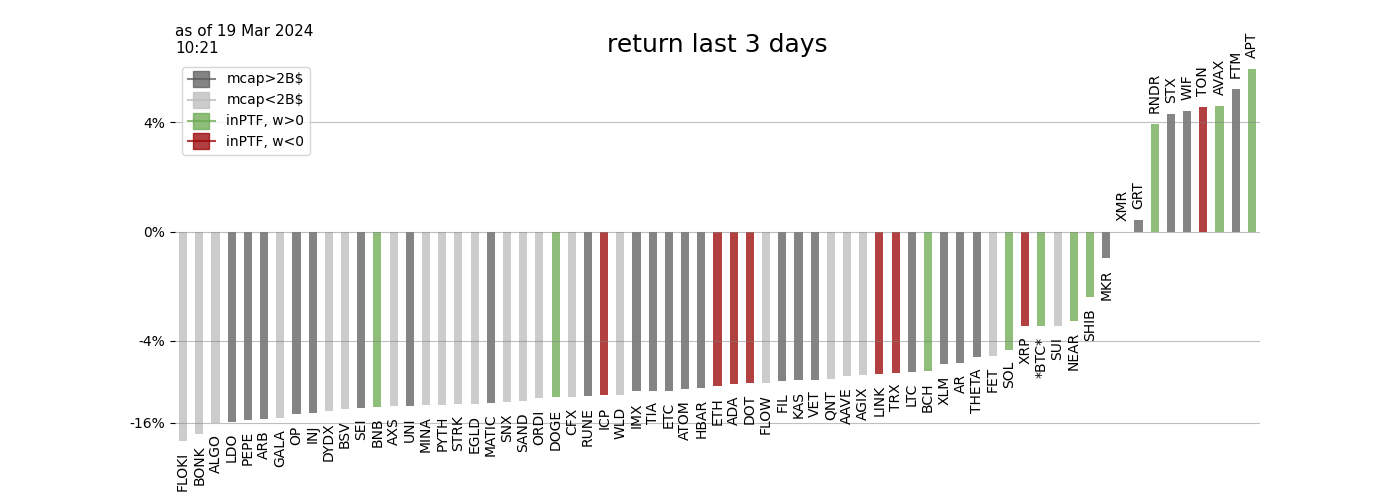 as of 19 Mar 2024
10:21
return last 3 days
mcap>2B$
mcap<2B$
inPTF, w>0
inPTF, w<0
4%
0%
-4%
-16%
FLOKI
BONK
ALGO
LDO
PEPE
ARB
GALA
OP
INJ
DYDX
BSV
SEI
BNB
AXS
UNI
MINA
PYTH
STRK
EGLD
MATIC
SNX
SAND
ORDI
DOGE
CFX
RUNE
ICP
WLD
IMX
TIA
ETC
ATOM
HBAR
ETH
ADA
DOT
FLOW
FIL
KAS
VET
QNT
AAVE
AGIX
LINK
TRX
LTC
BCH
XLM
AR
THETA
FET
SOL
XRP
*BTC*
SUI
NEAR
SHIB
MKR
XMR
GRT
RNDR
STX
WIF
TON
AVAX
FTM
APT